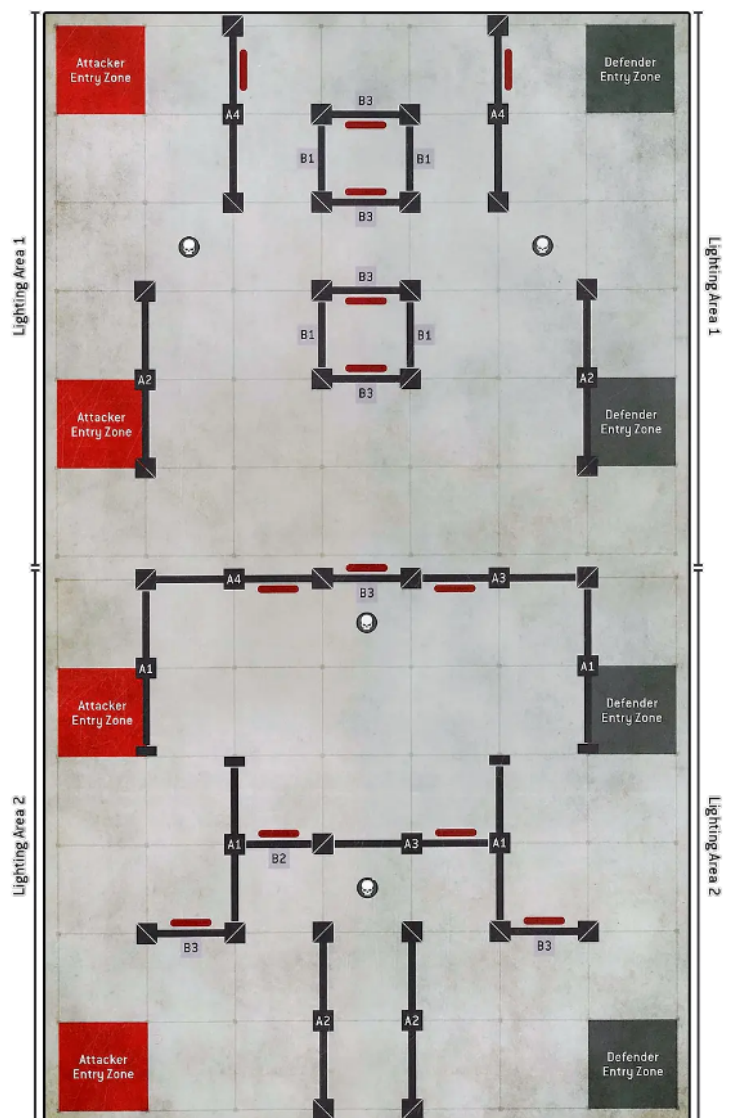 Attacker
Entry Zone
Defender
Entry Zone
B3
A4
A4
B1
B1
B3
Lighting Area 1
Lighting Area 1
B3
B1
B1
A2
A2
B3
Attacker
Entry Zone
Defender
Entry Zone
A4
A3
B3
A1
A1
Attacker
Entry Zone
Defender
Entry Zone
Lighting Area 2
Lighting Area 2
A1
A3
A1
B2
B3
B3
A2
A2
Attacker
Entry Zone
Defender
Entry Zone